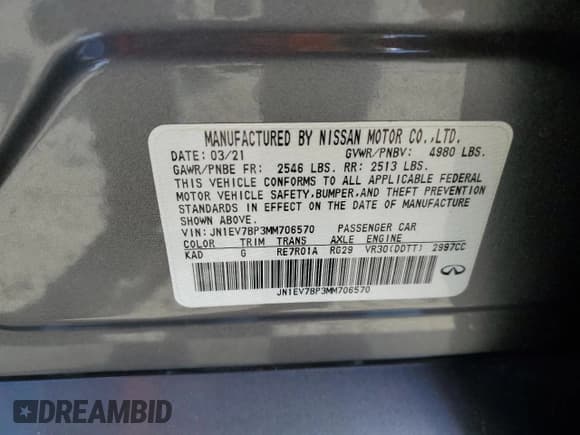 MANUFACTURED BY NISSAN MOTOR CO.,LTD.
DATE: 03/21 GVWR/PNBV: 4980 LBS.
GAWR/PNBE FR: 2546 LBS. RR: 2513 LBS.
THIS VEHICLE CONFORMS TO ALL APPLICABLE FEDERAL
MOTOR VEHICLE SAFETY,BUMPER,AND THEFT PREVENTION
STANDARDS IN EFFECT ON THE DATE OF MANUFACTURE
SHOWN ABOVE.
VIN: JN1EV7BP3MM706570 PASSENGER CAR
COLOR TRIM TRANS AXLE ENGINE
KAD G RE7R01A RG29 VR30(DDTT) 2997CC
JN1EV7BP3MM706570
DREAMBID